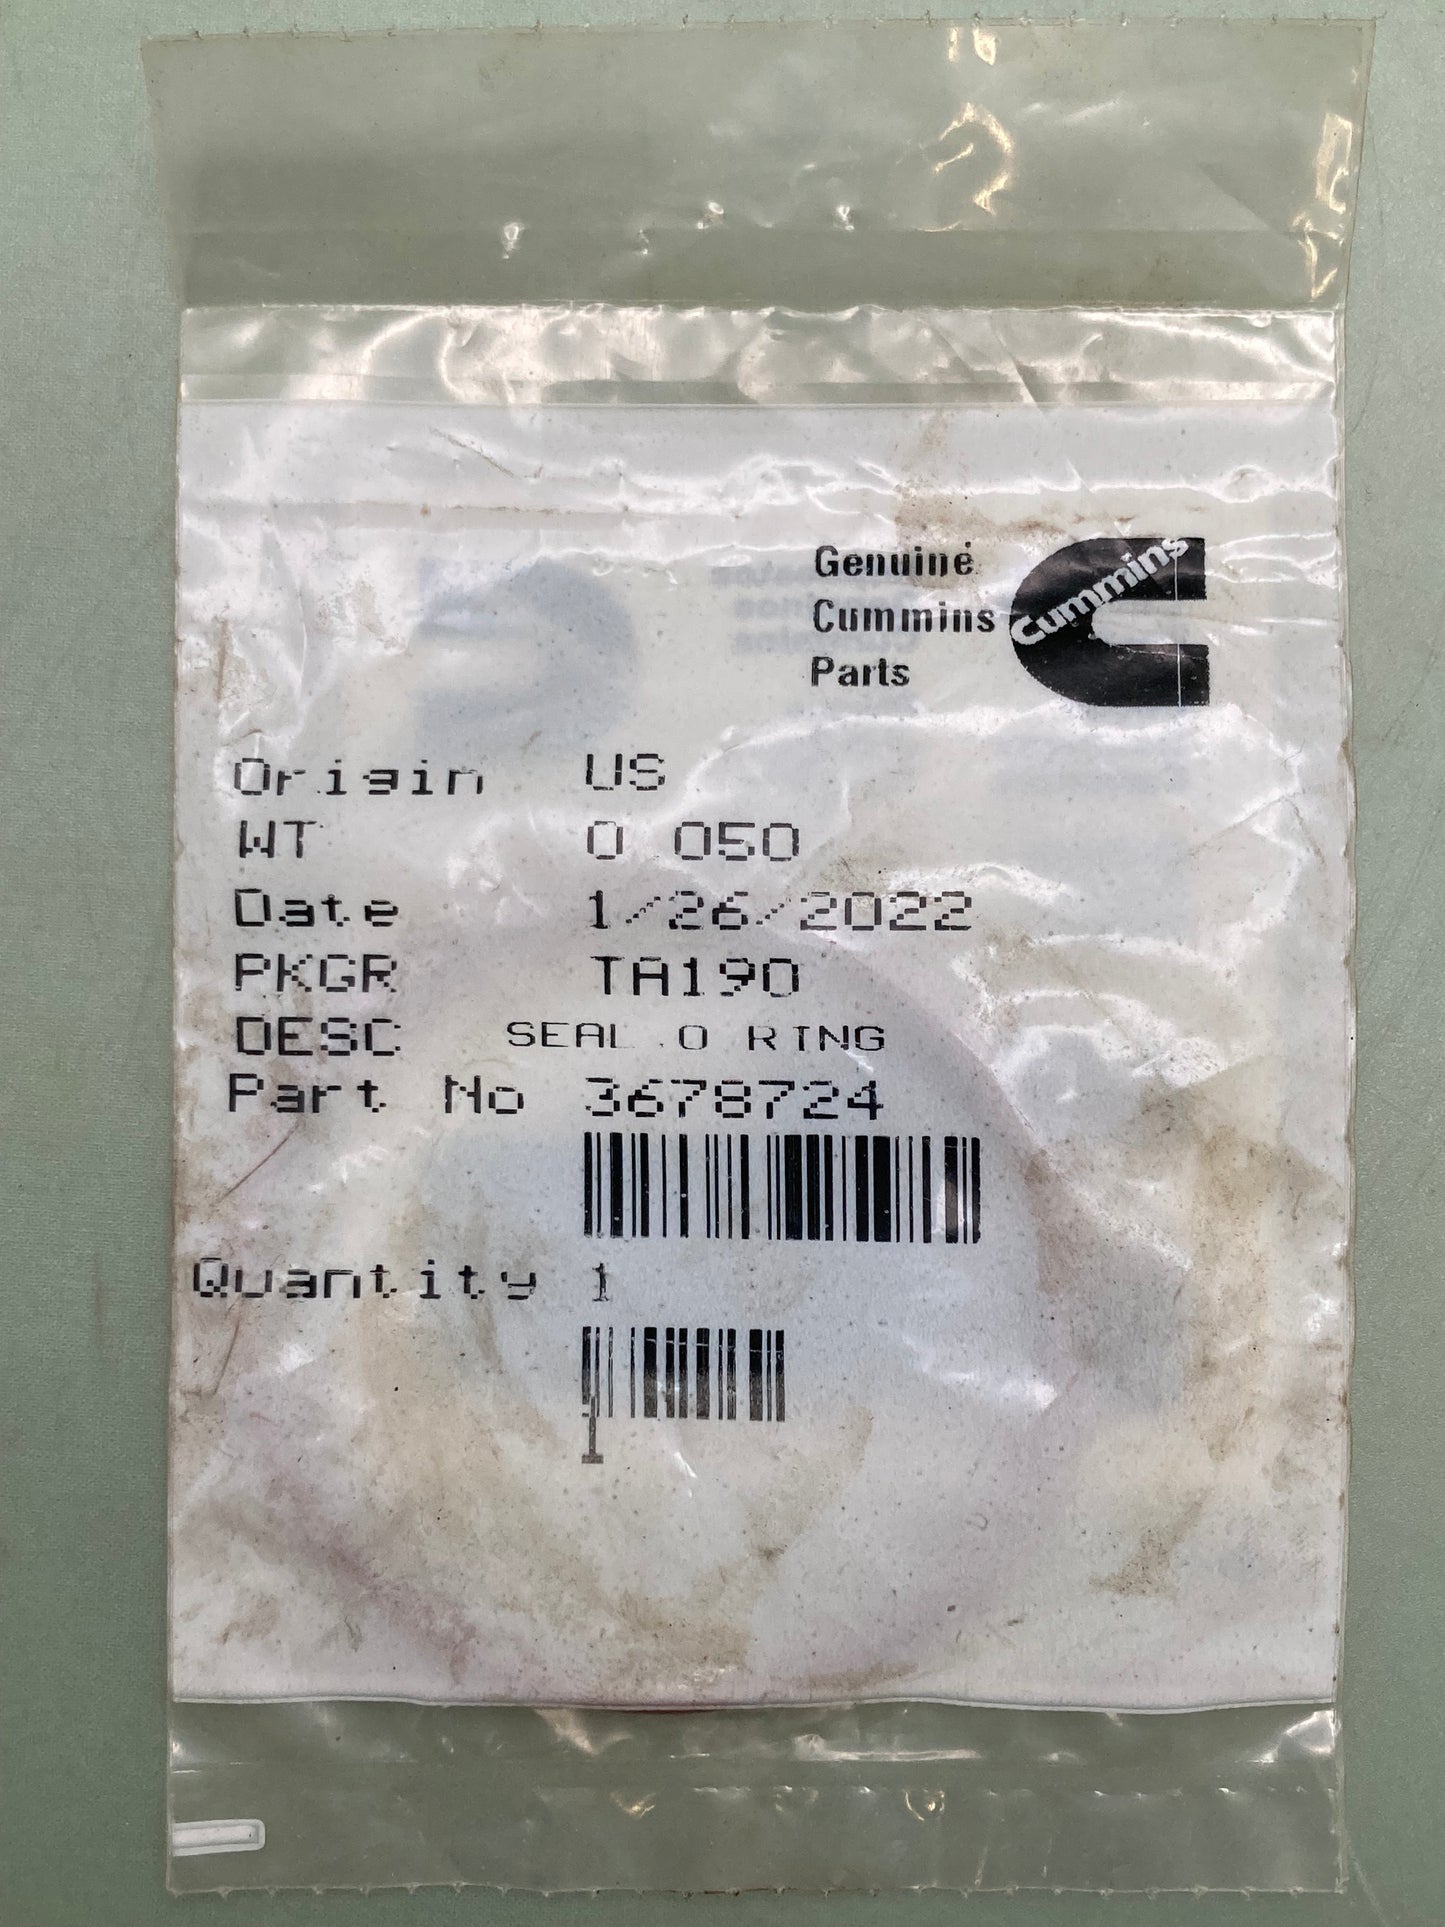 Genuine
Cummins
Parts
Cummins
Origin US
WT 0.050
Date 1/26/2022
PKGR TA190
DESC SEAL,O RING
Part No 3678724
Quantity 1
1